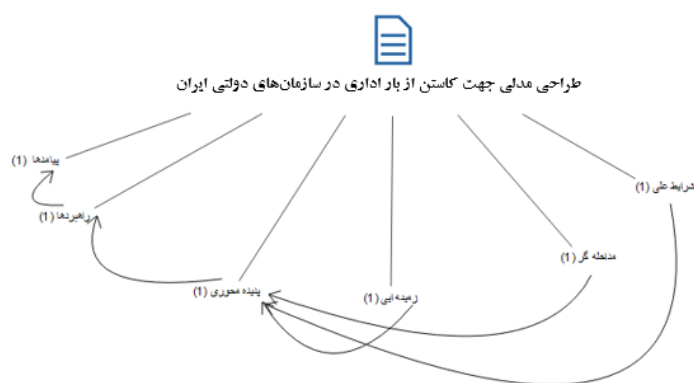 طراحی مدلی جهت کاستن از بار اداری در سازمان‌های دولتی ایران
شرایط علی (1)
مداخله گر (1)
زمینه ایی (1)
پدیده محوری (1)
راهبردها (1)
پیامدها (1)